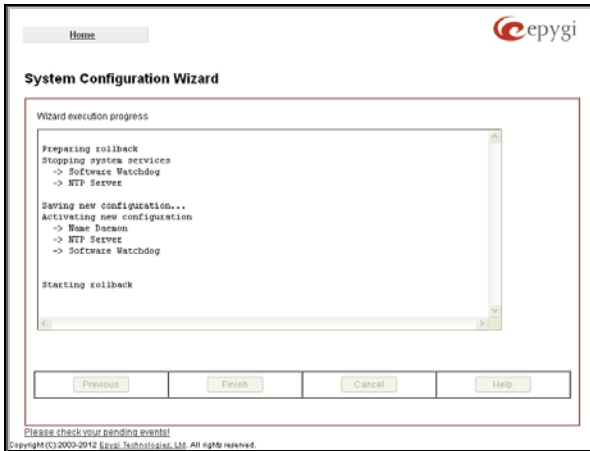 Home
epygi
System Configuration Wizard
Wizard execution progress
Preparing rollback
Stopping system services
-> Software Watchdog
-> NTP Server
Saving new configuration...
Activating new configuration
-> Name Daemon
-> NTP Server
-> Software Watchdog
Starting rollback
Previous Finish Cancel Help
Please check your pending events!
Copyright (C) 2003-2012 Epygi Technologies, Ltd. All rights reserved.